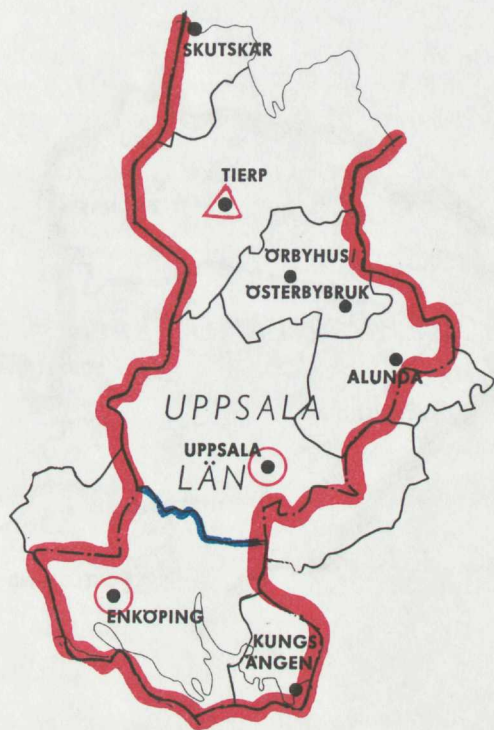 SKUTSKÄR
TIERP
ÖRBYHUS
ÖSTERBYBRUK
ALUNDA
UPPSALA
UPPSALA
LÄN
ENKÖPING
KUNGS
ÄNGEN